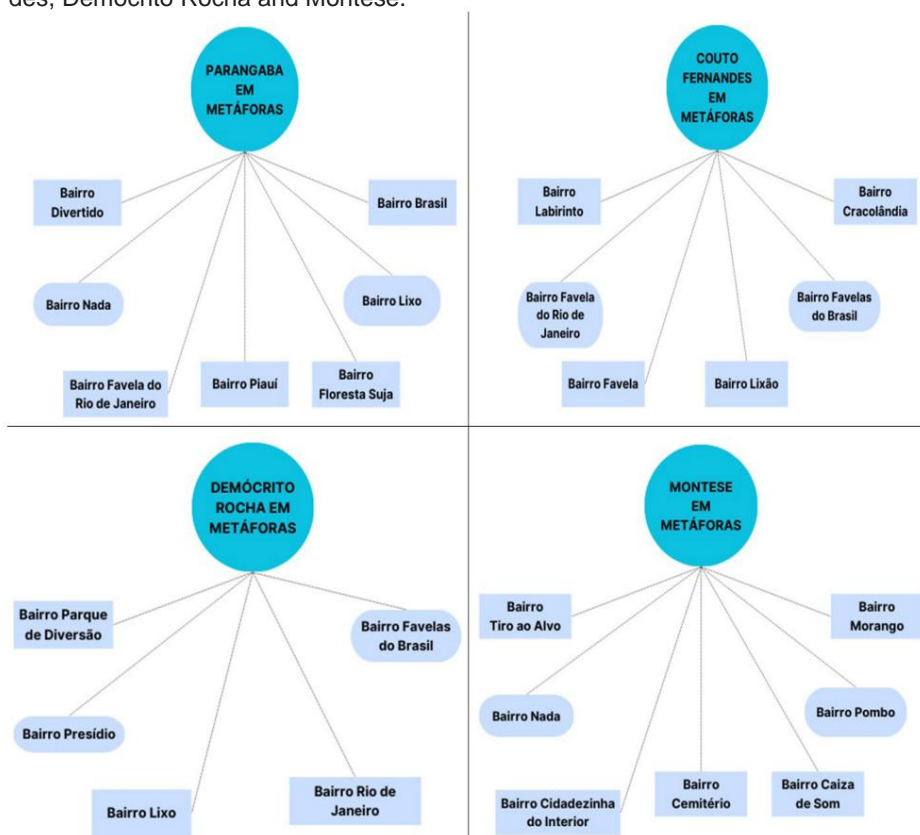 des, Demócrito Rocha and Montese.
PARANGABA
EM
METÁFORAS
Bairro
Divertido
Bairro Brasil
Bairro Nada
Bairro Lixo
Bairro Favela do
Rio de Janeiro
Bairro Piauí
Bairro
Floresta Suja
COUTO
FERNANDES
EM
METÁFORAS
Bairro
Labirinto
Bairro
Cracolândia
Bairro Favela
do Rio de
Janeiro
Bairro Favelas
do Brasil
Bairro Favela
Bairro Lixão
DEMÓCRITO
ROCHA EM
METÁFORAS
Bairro Parque
de Diversão
Bairro Favelas
do Brasil
Bairro Presídio
Bairro Lixo
Bairro Rio de
Janeiro
MONTESE
EM
METÁFORAS
Bairro
Tiro ao Alvo
Bairro
Morango
Bairro Nada
Bairro Pombo
Bairro Cidadezinha
do Interior
Bairro
Cemitério
Bairro Caiza
de Som